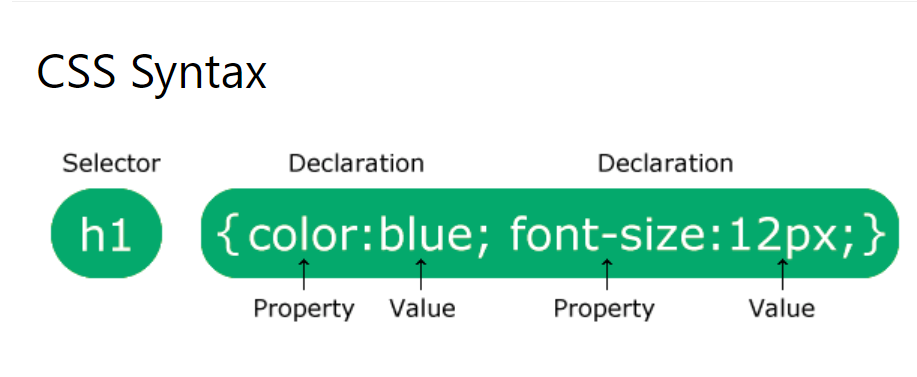 CSS Syntax
Selector Declaration Declaration
h1 {color:blue; font-size:12px;}
Property Value Property Value